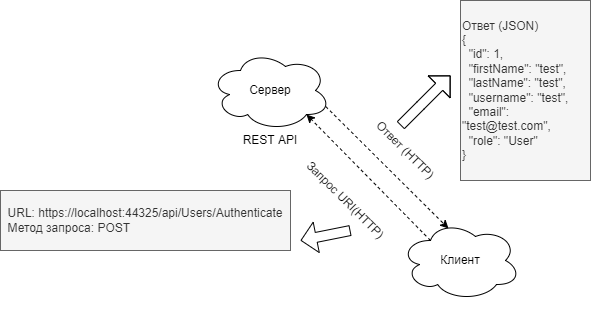 Ответ (JSON)
{
"id": 1,
"firstName": "test",
"lastName": "test",
"username": "test",
"email":
"test@test.com",
"role": "User"
}
Сервер
REST API
Ответ (HTTP)
Запрос URI(HTTP)
URL: https://localhost:44325/api/Users/Authenticate
Метод запроса: POST
Клиент